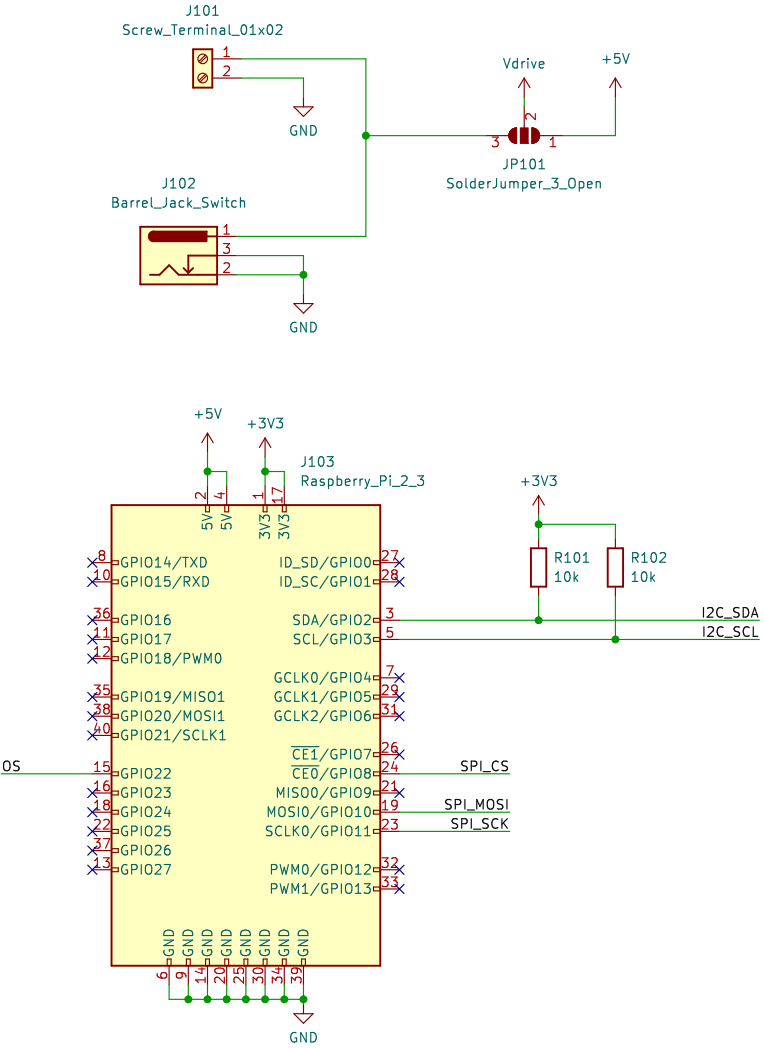 J101
Screw_Terminal_01x02
1
2
GND
Vdrive
+5V
2
3
1
JP101
SolderJumper_3_Open
J102
Barrel_Jack_Switch
1
3
2
GND
+5V
+3V3
J103
Raspberry_Pi_2_3
2
4
1
17
5V
5V
3V3
3V3
+3V3
R101
10k
R102
10k
8
GPIO14/TXD
ID_SD/GPIO0
27
10
GPIO15/RXD
ID_SC/GPIO1
28
36
GPIO16
SDA/GPIO2
3
I2C_SDA
11
GPIO17
SCL/GPIO3
5
I2C_SCL
12
GPIO18/PWM0
GCLK0/GPIO4
7
35
GPIO19/MISO1
GCLK1/GPIO5
29
38
GPIO20/MOSI1
GCLK2/GPIO6
31
40
GPIO21/SCLK1
CE1/GPIO7
26
OS
15
GPIO22
CE0/GPIO8
24
SPI_CS
16
GPIO23
MISO0/GPIO9
21
18
GPIO24
MOSI0/GPIO10
19
SPI_MOSI
22
GPIO25
SCLK0/GPIO11
23
SPI_SCK
37
GPIO26
13
GPIO27
PWM0/GPIO12
32
PWM1/GPIO13
33
GND
GND
GND
GND
GND
GND
GND
GND
6
9
14
20
25
30
34
39
GND